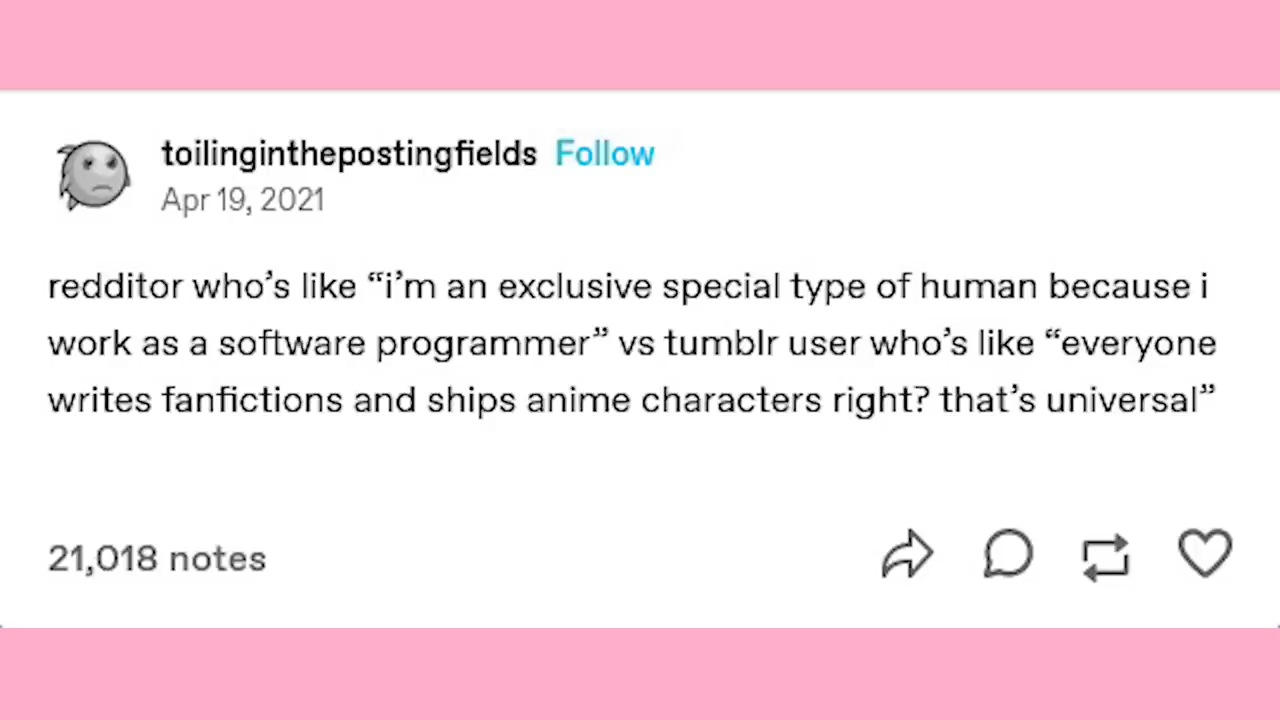 toilinginthepostingfields Follow
Apr 19, 2021
redditor who’s like “i’m an exclusive special type of human because i
work as a software programmer” vs tumblr user who’s like “everyone
writes fanfictions and ships anime characters right? that’s universal”
21,018 notes